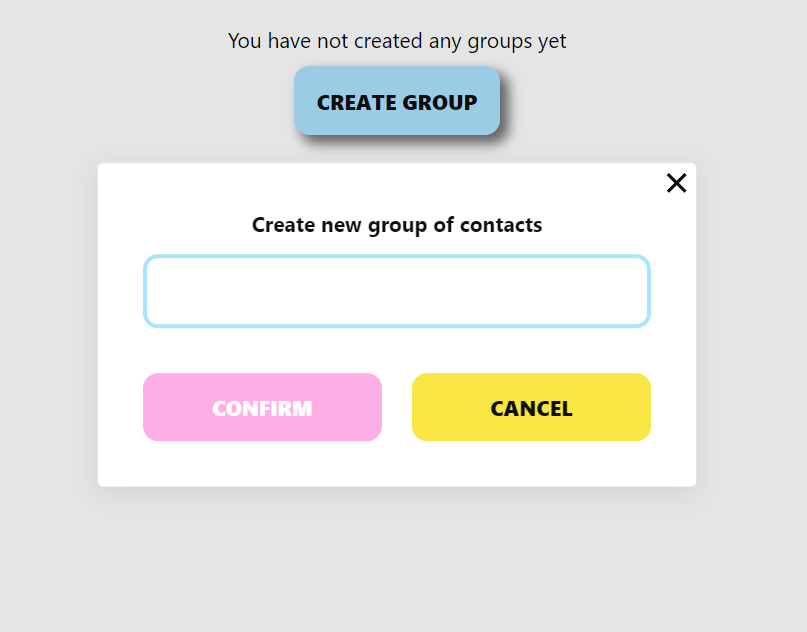 You have not created any groups yet
CREATE GROUP
Create new group of contacts
CONFIRM
CANCEL